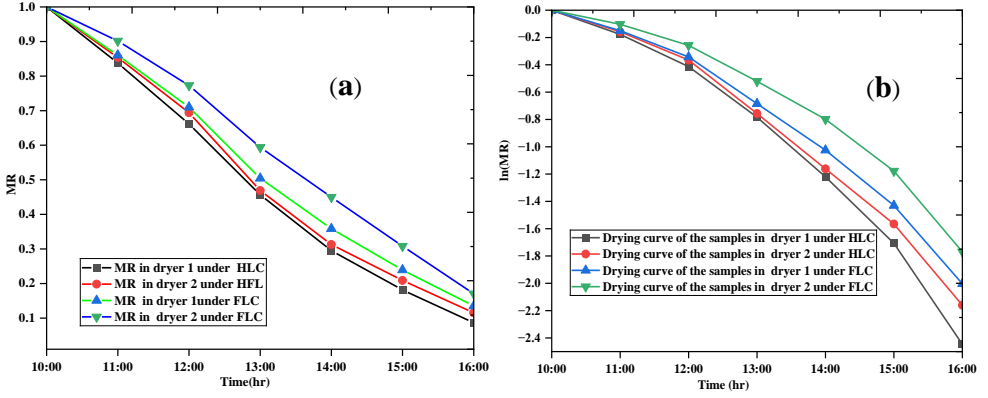 1.0
0.9
0.8
0.7
0.6
0.5
0.4
0.3
0.2
0.1
MR
(a)
MR in dryer 1 under HLC
MR in dryer 2 under HFL
MR in dryer 1under FLC
MR in dryer 2 under FLC
10:00 11:00 12:00 13:00 14:00 15:00 16:00
Time(hr)
0.0
-0.2
-0.4
-0.6
-0.8
-1.0
-1.2
-1.4
-1.6
-1.8
-2.0
-2.2
-2.4
ln(MR)
(b)
Drying curve of the samples in dryer 1 under HLC
Drying curve of the samples in dryer 2 under HLC
Drying curve of the samples in dryer 1 under FLC
Drying curve of the samples in dryer 2 under FLC
10:00 11:00 12:00 13:00 14:00 15:00 16:00
Time (hr)